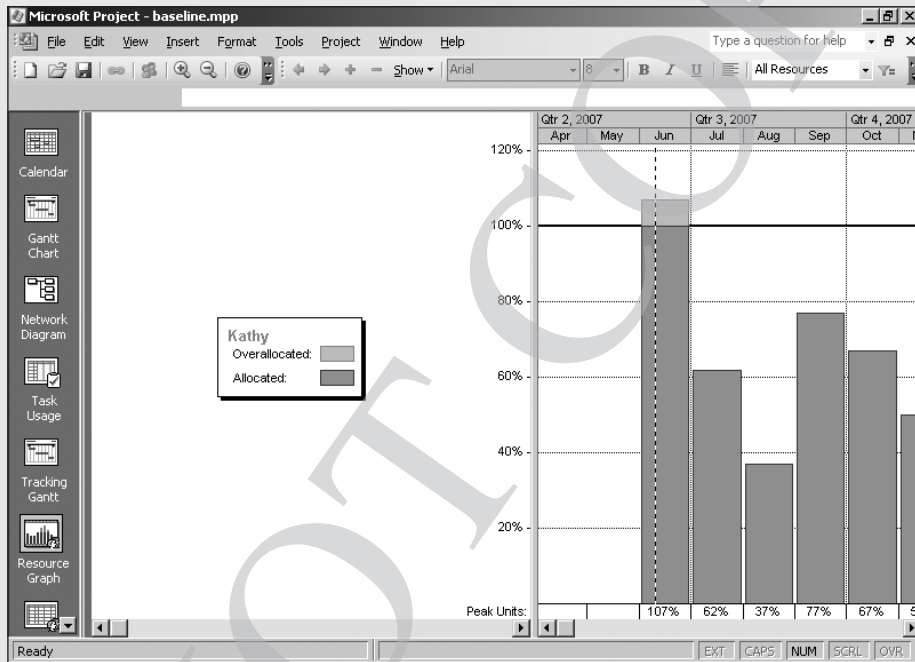 Microsoft Project - baseline.mpp
File Edit View Insert Format Tools Project Window Help Type a question for help
Show Arial 8 B I U All Resources
Calendar
Gantt
Chart
Network
Diagram
Task
Usage
Tracking
Gantt
Resource
Graph
Kathy
Overallocated:
Allocated:
Qtr 2, 2007 Qtr 3, 2007 Qtr 4, 2007
Apr May Jun Jul Aug Sep Oct
120%
100%
80%
60%
40%
20%
Peak Units: 107% 62% 37% 77% 67%
Ready EXT CAPS NUM SCRL OVR